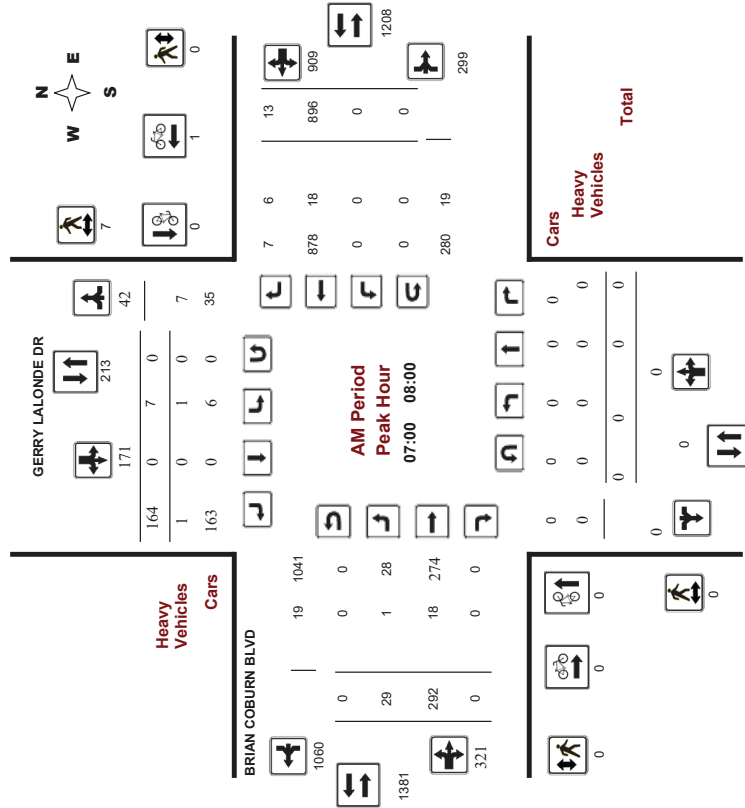 N
W E
S
0
7
0 1
GERRY LALONDE DR
213
171 42
164 0 7 0
1 0 1 0 7
163 0 6 0 35
1208
909
299
13
896
0
0
6
18
0
0
19
7
878
0
0
280
Heavy
Vehicles
Cars
AM Period
Peak Hour
07:00 08:00
BRIAN COBURN BLVD
1060
1381
321
0
29
292
0
19
0
1
18
0
1041
0
28
274
0
Cars
Heavy
Vehicles
Total
0 0 0 0 0
0 0 0 0 0
0 0 0 0
0 0
0
0 0
0
0